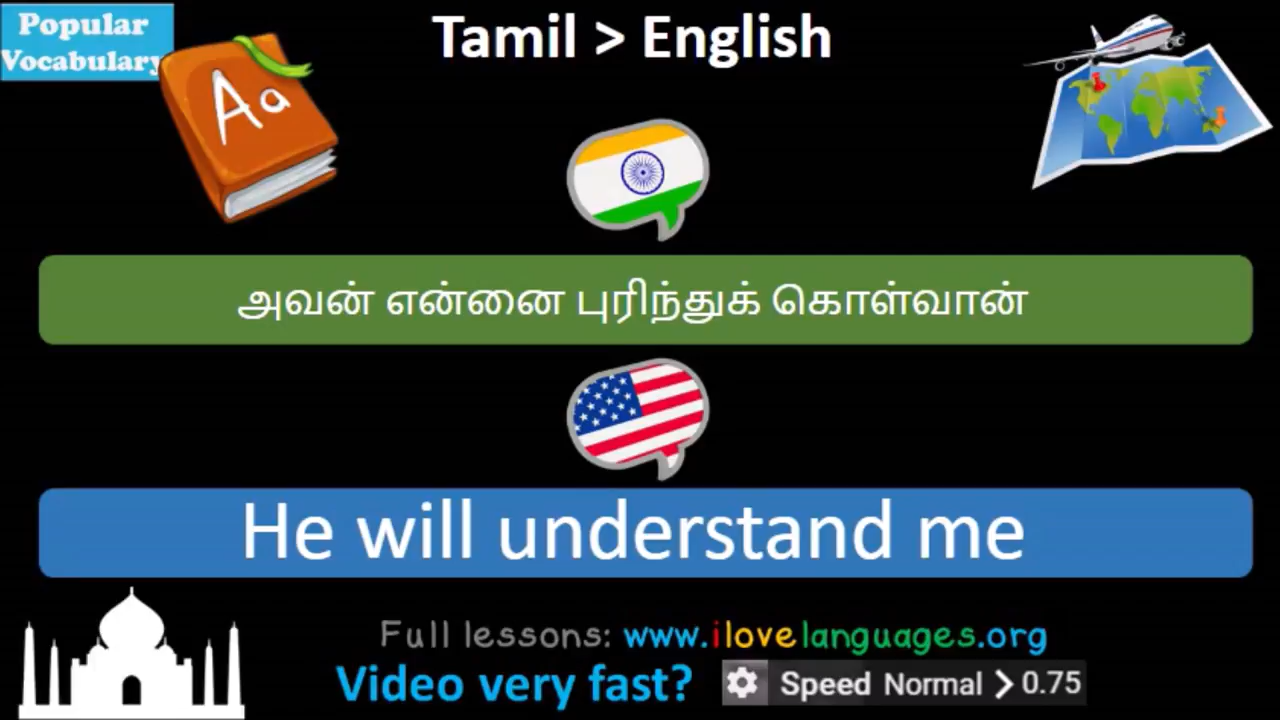 Popular
Vocabulary
Tamil > English
Aa
அவன் என்னை புரிந்துக் கொள்வான்
He will understand me
Full lessons: www.ilovelanguages.org
Video very fast? Speed Normal > 0.75